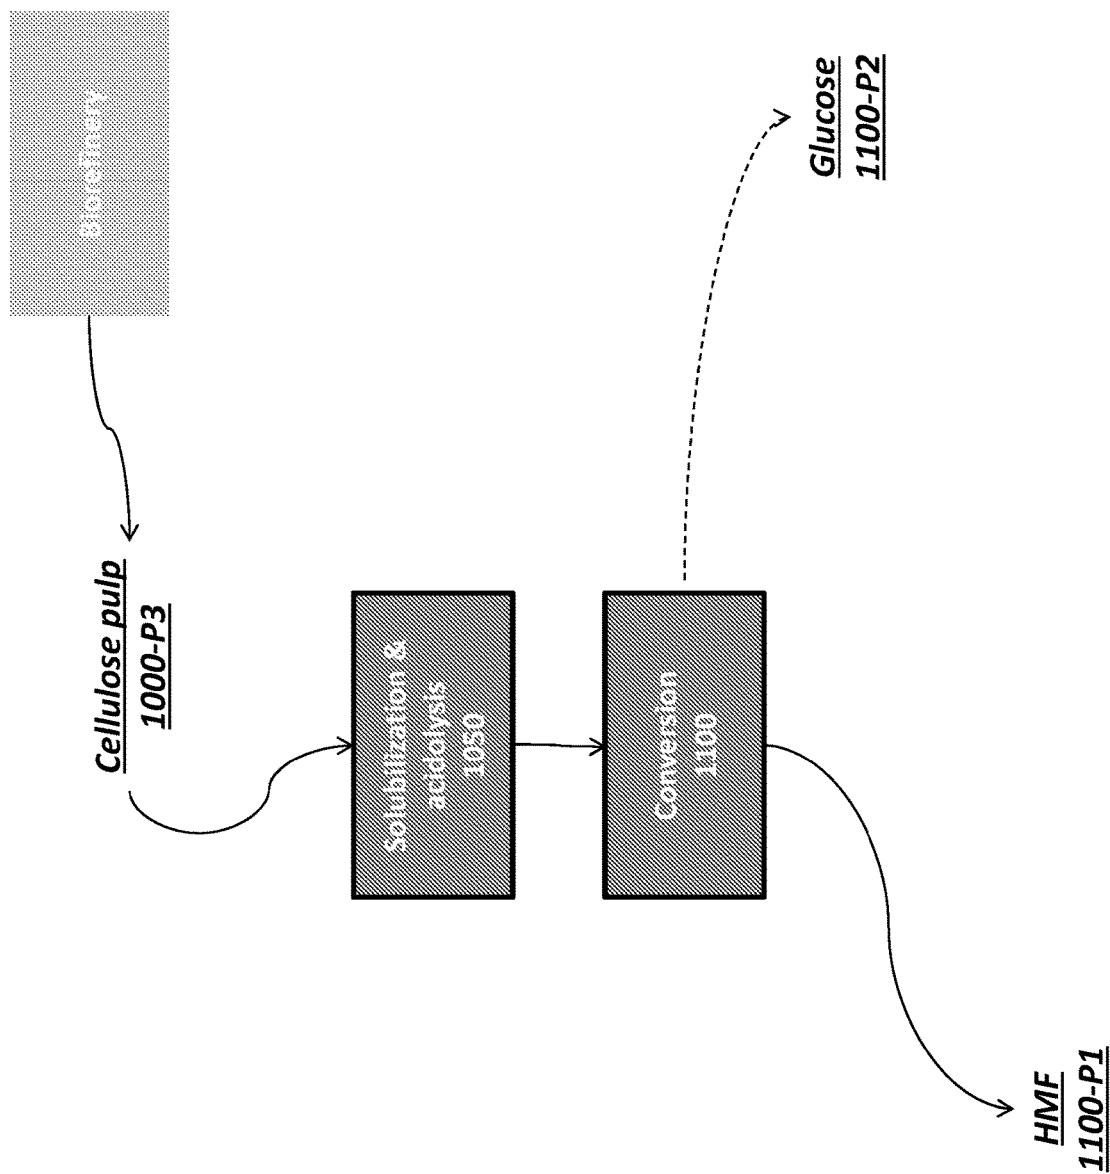 Biorefinery
Cellulose pulp
1000-P3
Solubilization &
acidolysis
1050
Conversion
1100
Glucose
1100-P2
HMF
1100-P1